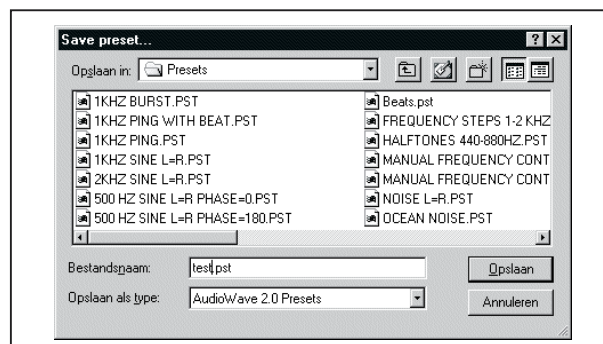 Save preset...
Opslaan in: Presets
1KHZ BURST.PST
1KHZ PING WITH BEAT.PST
1KHZ PING.PST
1KHZ SINE L=R.PST
2KHZ SINE L=R.PST
500 HZ SINE L=R PHASE=0.PST
500 HZ SINE L=R PHASE=180.PST
Beats.pst
FREQUENCY STEPS 1-2 KHZ
HALFTONES 440-880HZ.PST
MANUAL FREQUENCY CONT
MANUAL FREQUENCY CONT
NOISE L=R.PST
OCEAN NOISE.PST
Bestandsnaam: test.pst Opslaan
Opslaan als type: AudioWave 2.0 Presets Annuleren